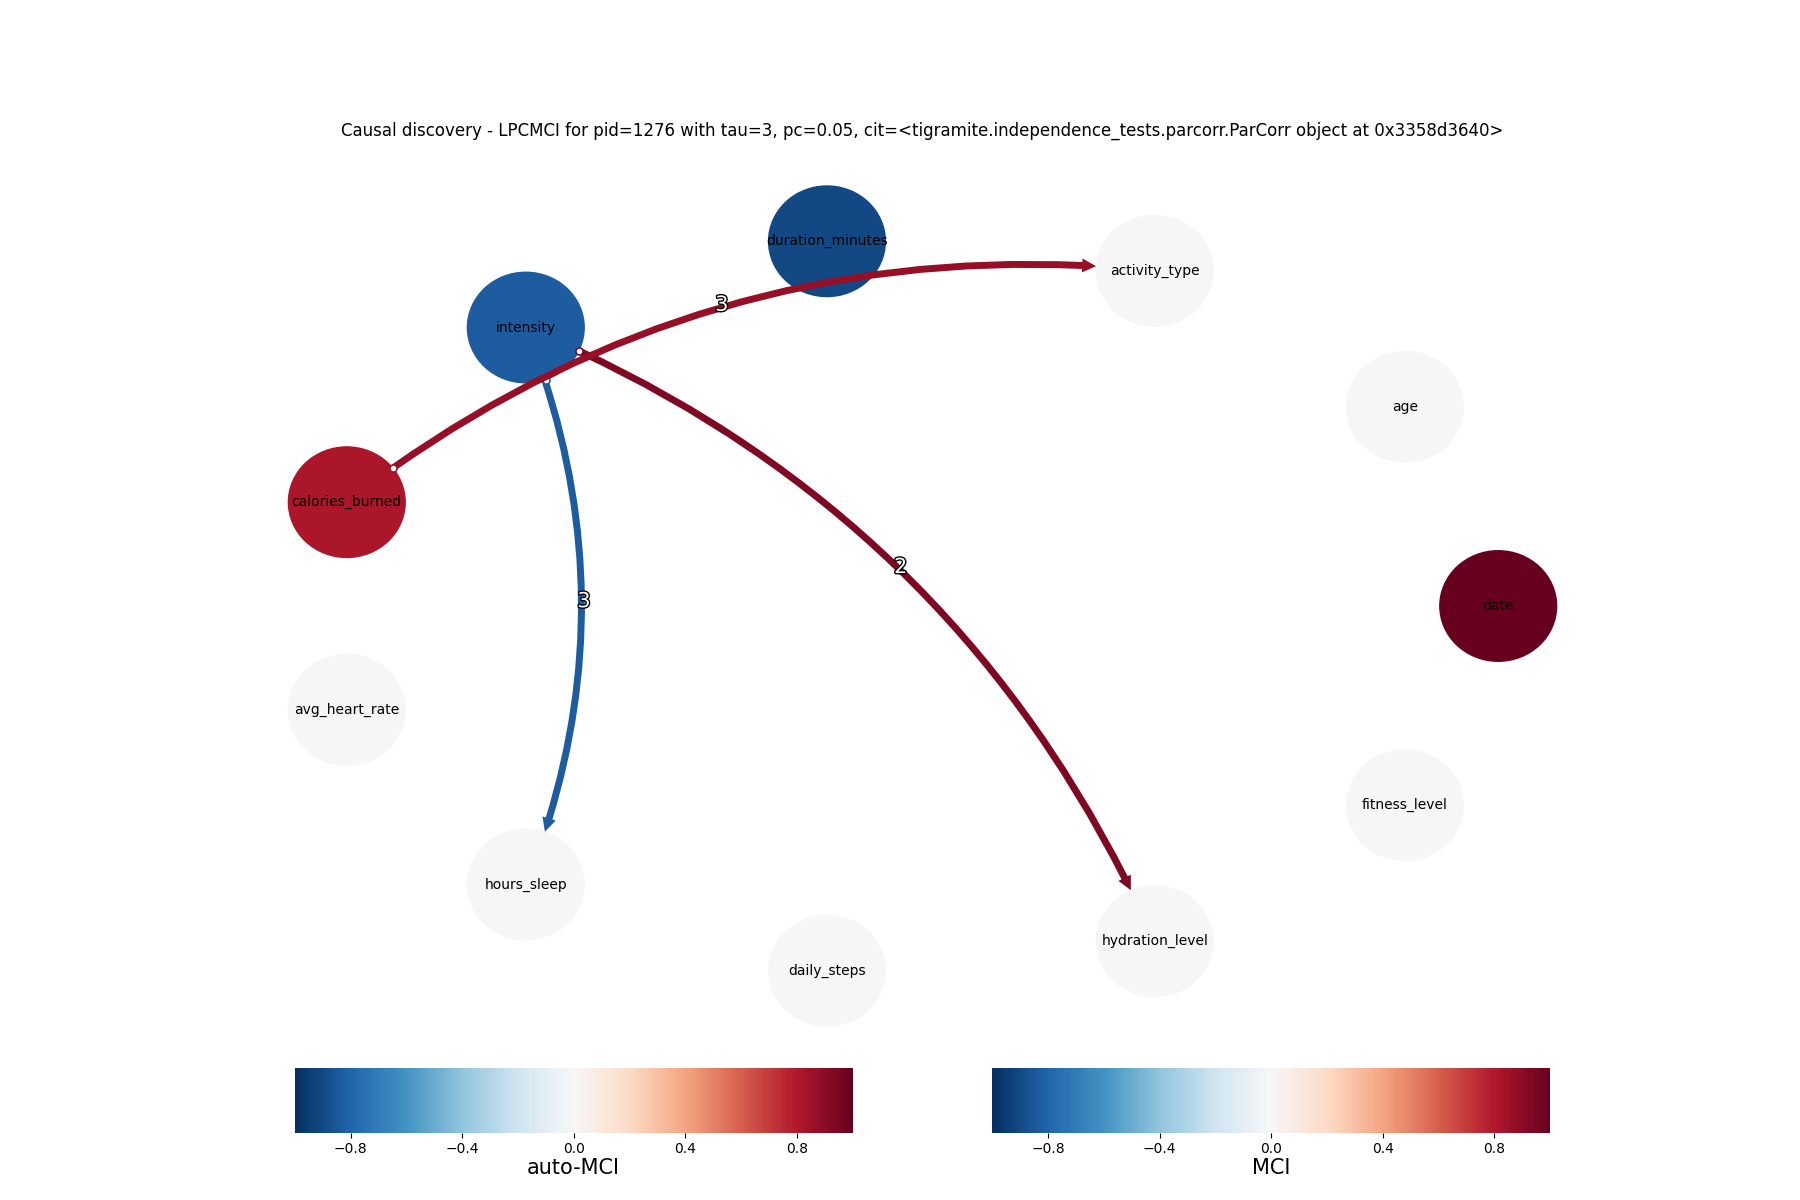 Causal discovery - LPCMCI for pid=1276 with tau=3, pc=0.05, cit=<tigramite.independence_tests.parcorr.ParCorr object at 0x3358d3640>
duration_minutes
activity_type
3
intensity
age
calories_burned
2
3
date
avg_heart_rate
fitness_level
hours_sleep
hydration_level
daily_steps
−0.8 −0.4 0.0 0.4 0.8
auto-MCI
−0.8 −0.4 0.0 0.4 0.8
MCI